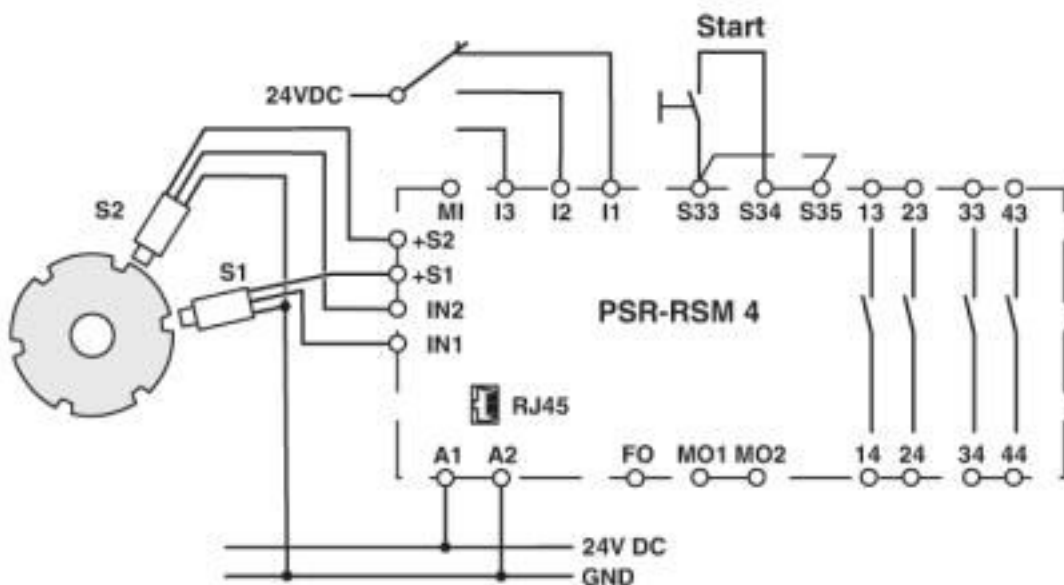 Start
24VDC
S2
MI I3 I2 I1 S33 S34 S35 13 23 33 43
+S2
S1
+S1
IN2
PSR-RSM 4
IN1
RJ45
A1 A2 FO MO1 MO2 14 24 34 44
24V DC
GND